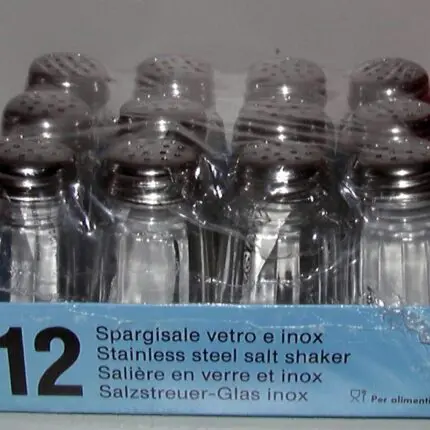 12
Spargisale vetro e inox
Stainless steel salt shaker
Salière en verre et inox
Salzstreuer-Glas inox
Per alimenti